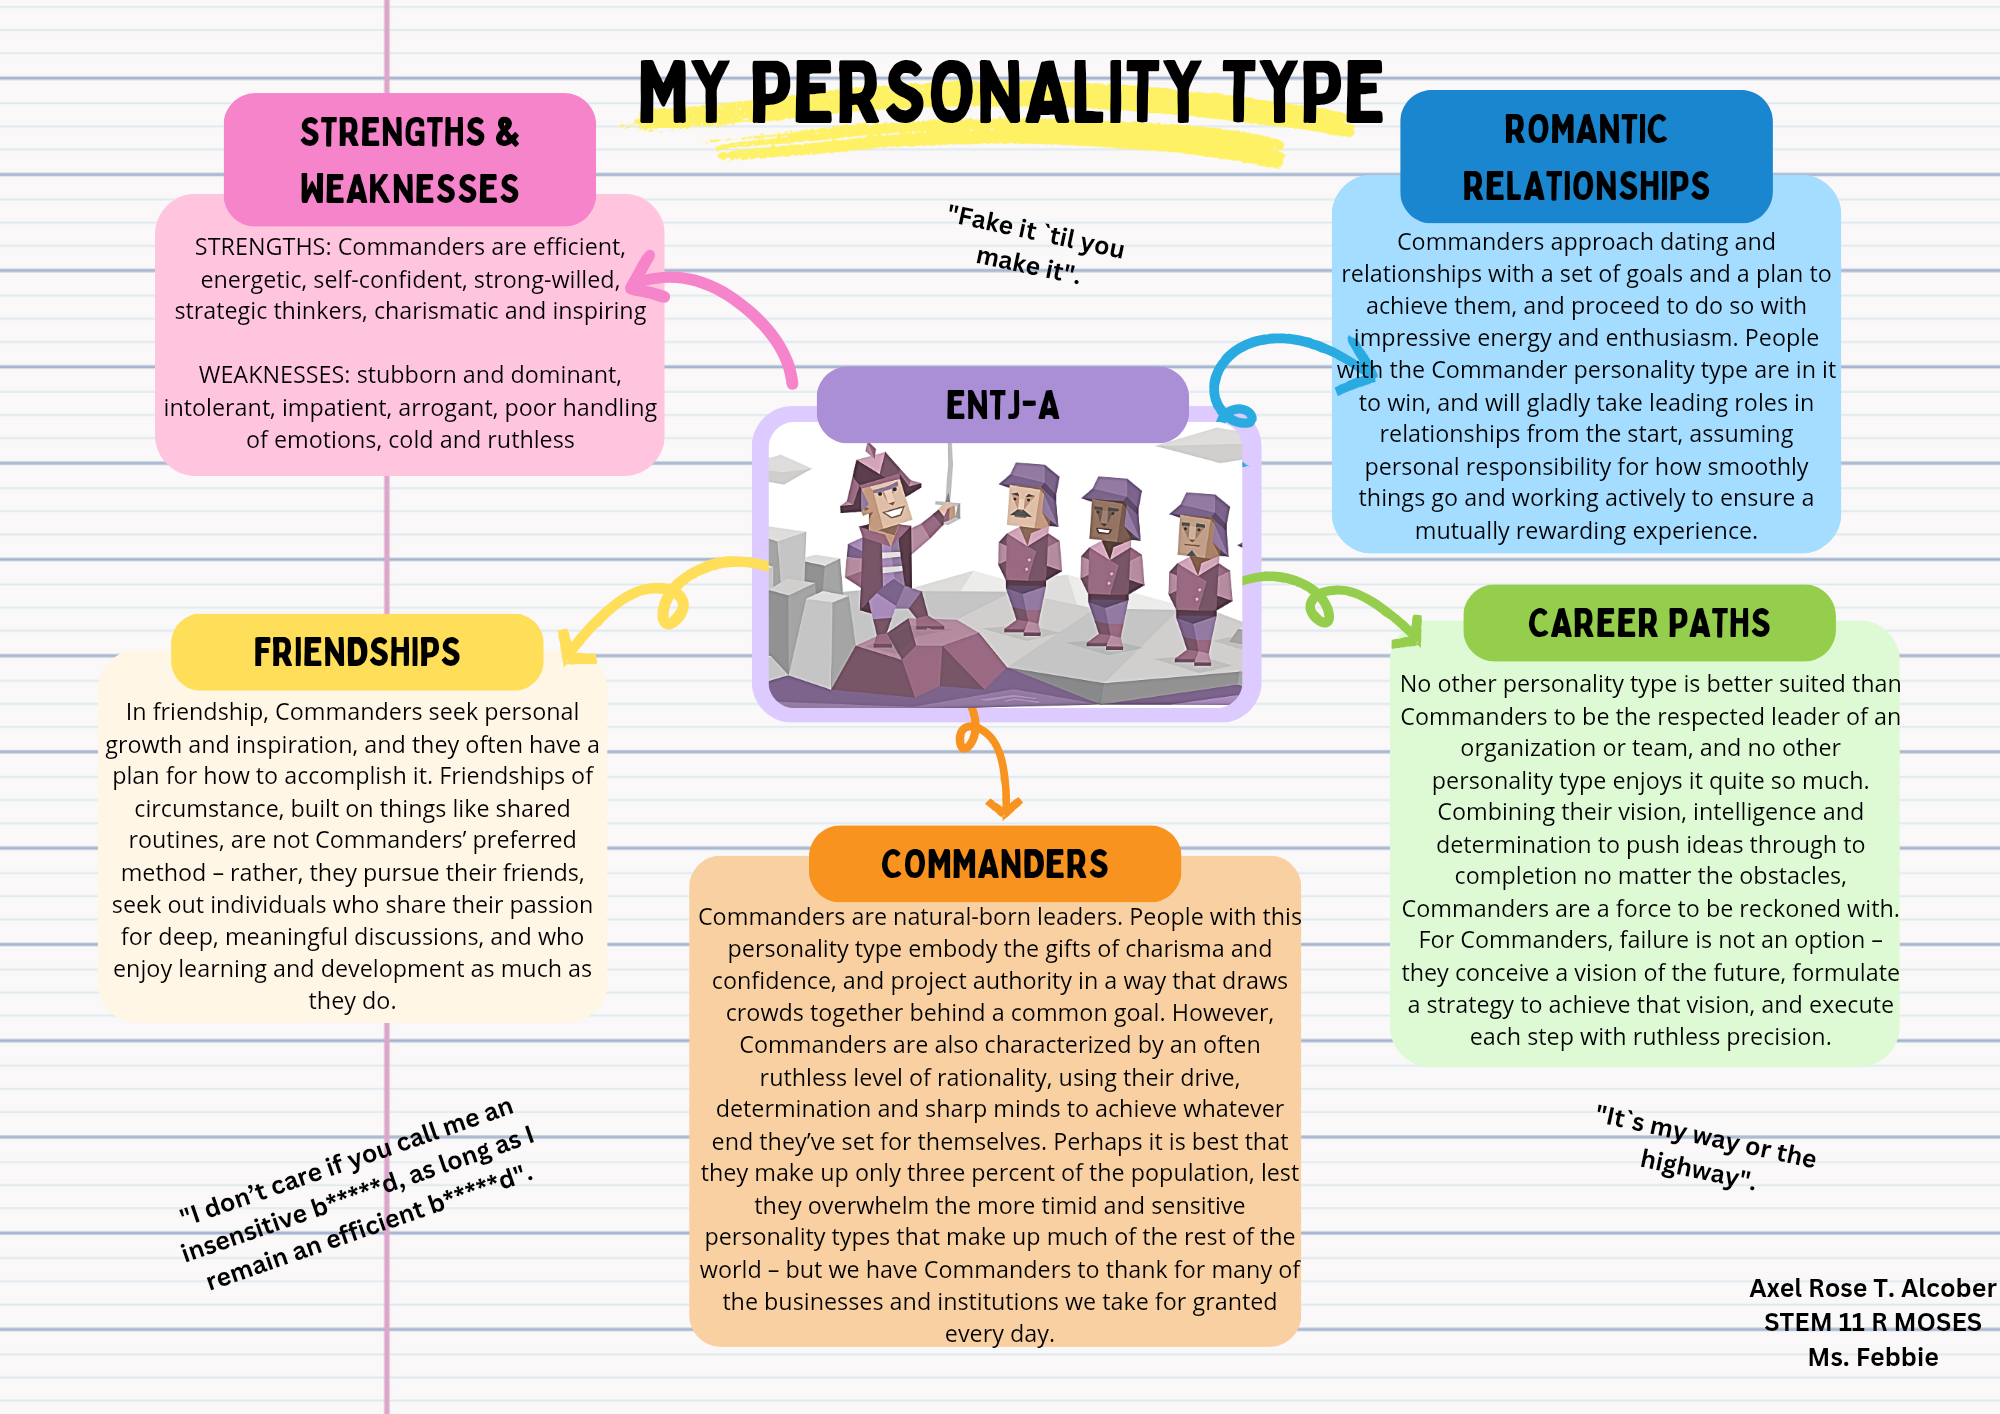 MY PERSONALITY TYPE
STRENGTHS &
WEAKNESSES
STRENGTHS: Commanders are efficient,
energetic, self-confident, strong-willed,
strategic thinkers, charismatic and inspiring
WEAKNESSES: stubborn and dominant,
intolerant, impatient, arrogant, poor handling
of emotions, cold and ruthless
"Fake it `til you
make it".
ROMANTIC
RELATIONSHIPS
Commanders approach dating and
relationships with a set of goals and a plan to
achieve them, and proceed to do so with
impressive energy and enthusiasm. People
with the Commander personality type are in it
to win, and will gladly take leading roles in
relationships from the start, assuming
personal responsibility for how smoothly
things go and working actively to ensure a
mutually rewarding experience.
ENTJ-A
FRIENDSHIPS
In friendship, Commanders seek personal
growth and inspiration, and they often have a
plan for how to accomplish it. Friendships of
circumstance, built on things like shared
routines, are not Commanders’ preferred
method – rather, they pursue their friends,
seek out individuals who share their passion
for deep, meaningful discussions, and who
enjoy learning and development as much as
they do.
CAREER PATHS
No other personality type is better suited than
Commanders to be the respected leader of an
organization or team, and no other
personality type enjoys it quite so much.
Combining their vision, intelligence and
determination to push ideas through to
completion no matter the obstacles,
Commanders are a force to be reckoned with.
For Commanders, failure is not an option –
they conceive a vision of the future, formulate
a strategy to achieve that vision, and execute
each step with ruthless precision.
COMMANDERS
Commanders are natural-born leaders. People with this
personality type embody the gifts of charisma and
confidence, and project authority in a way that draws
crowds together behind a common goal. However,
Commanders are also characterized by an often
ruthless level of rationality, using their drive,
determination and sharp minds to achieve whatever
end they’ve set for themselves. Perhaps it is best that
they make up only three percent of the population, lest
they overwhelm the more timid and sensitive
personality types that make up much of the rest of the
world – but we have Commanders to thank for many of
the businesses and institutions we take for granted
every day.
"I don’t care if you call me an
insensitive b*****d, as long as I
remain an efficient b*****d".
"It`s my way or the
highway".
Axel Rose T. Alcober
STEM 11 R MOSES
Ms. Febbie